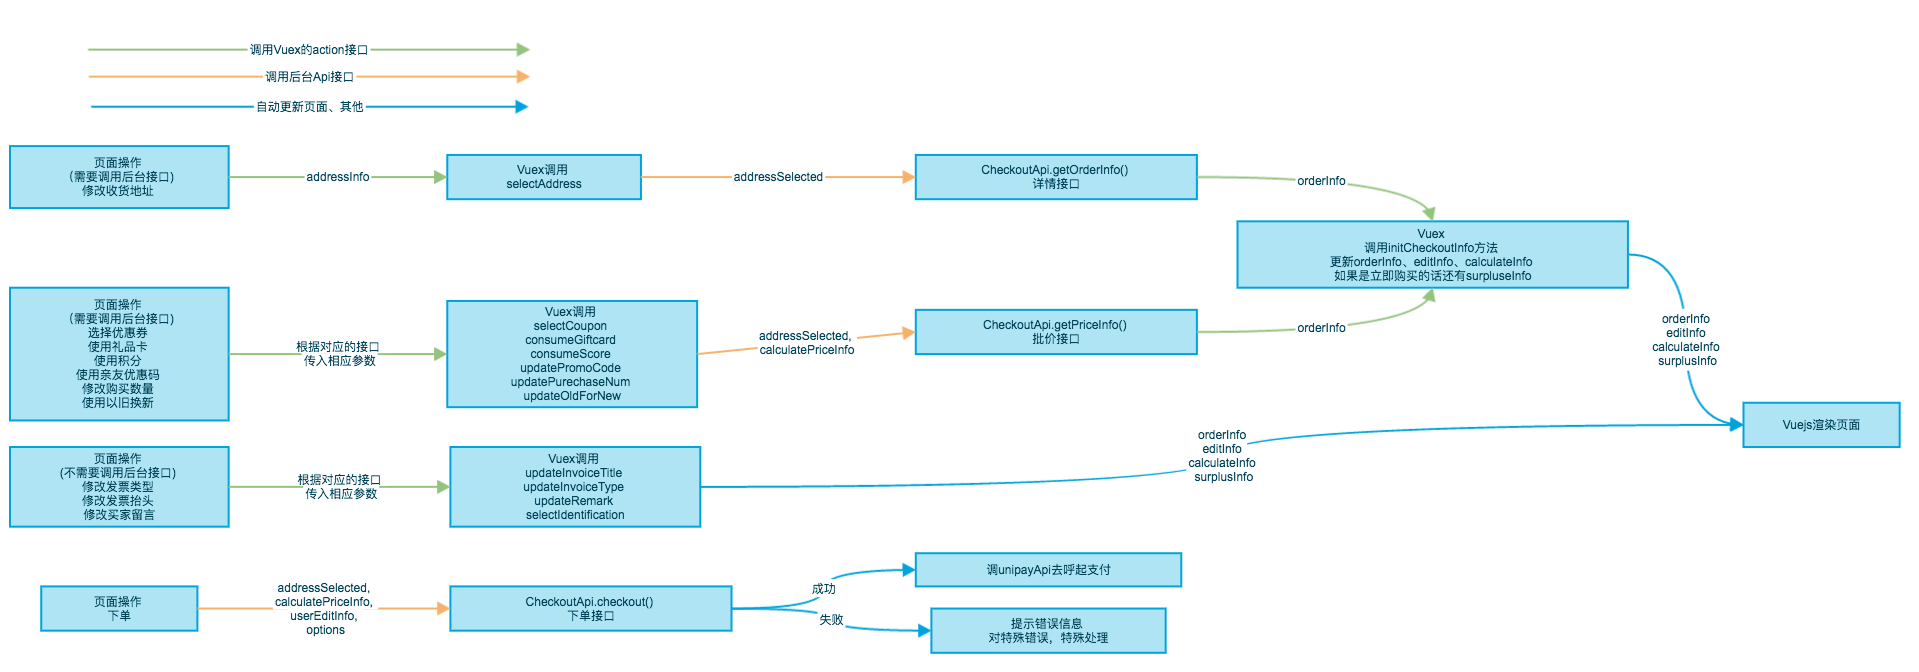 调用Vuex的action接口
调用后台Api接口
自动更新页面、其他
页面操作
(需要调用后台接口)
修改收货地址
addressInfo
Vuex调用
selectAddress
addressSelected
CheckoutApi.getOrderInfo()
详情接口
orderInfo
Vuex
调用initCheckoutInfo方法
更新orderInfo、editInfo、calculateInfo
如果是立即购买的话还有surpluseInfo
页面操作
(需要调用后台接口)
选择优惠券
使用礼品卡
使用积分
使用亲友优惠码
修改购买数量
使用以旧换新
根据对应的接口
传入相应参数
Vuex调用
selectCoupon
consumeGiftcard
consumeScore
updatePromoCode
updatePurechaseNum
updateOldForNew
addressSelected,
calculatePriceInfo
CheckoutApi.getPriceInfo()
批价接口
orderInfo
orderInfo
editInfo
calculateInfo
surplusInfo
Vuejs渲染页面
页面操作
(不需要调用后台接口)
修改发票类型
修改发票抬头
修改买家留言
根据对应的接口
传入相应参数
Vuex调用
updateInvoiceTitle
updateInvoiceType
updateRemark
selectIdentification
orderInfo
editInfo
calculateInfo
surplusInfo
页面操作
下单
addressSelected,
calculatePriceInfo,
userEditInfo,
options
CheckoutApi.checkout()
下单接口
成功
调unipayApi去呼起支付
失败
提示错误信息
对特殊错误，特殊处理